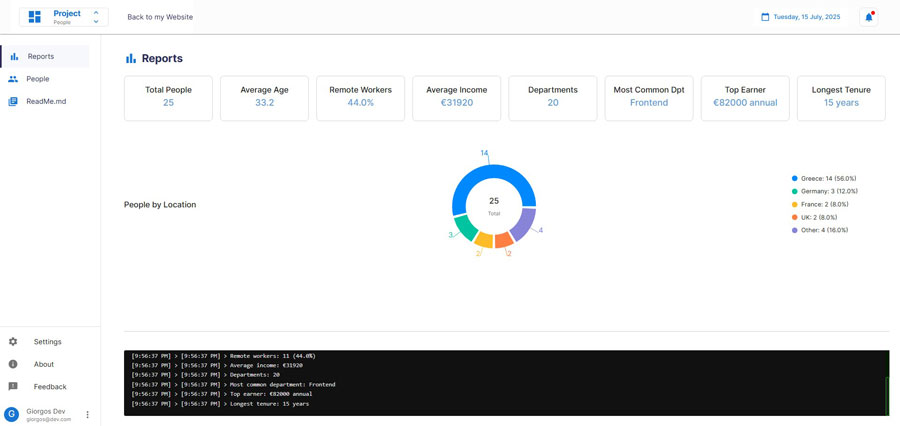 Project
People
Back to my Website
Tuesday, 15 July, 2025
Reports
People
ReadMe.md
Reports
Total People
25
Average Age
33.2
Remote Workers
44.0%
Average Income
€31920
Departments
20
Most Common Dpt
Frontend
Top Earner
€82000 annual
Longest Tenure
15 years
People by Location
14
3
2
2
4
25
Total
Greece: 14 (56.0%)
Germany: 3 (12.0%)
France: 2 (8.0%)
UK: 2 (8.0%)
Other: 4 (16.0%)
[9:56:37 PM] > [9:56:37 PM] > Remote workers: 11 (44.0%)
[9:56:37 PM] > [9:56:37 PM] > Average income: €31920
[9:56:37 PM] > [9:56:37 PM] > Departments: 20
[9:56:37 PM] > [9:56:37 PM] > Most common department: Frontend
[9:56:37 PM] > [9:56:37 PM] > Top earner: €82000 annual
[9:56:37 PM] > [9:56:37 PM] > Longest tenure: 15 years
Settings
About
Feedback
G
Giorgos Dev
giorgos@dev.com